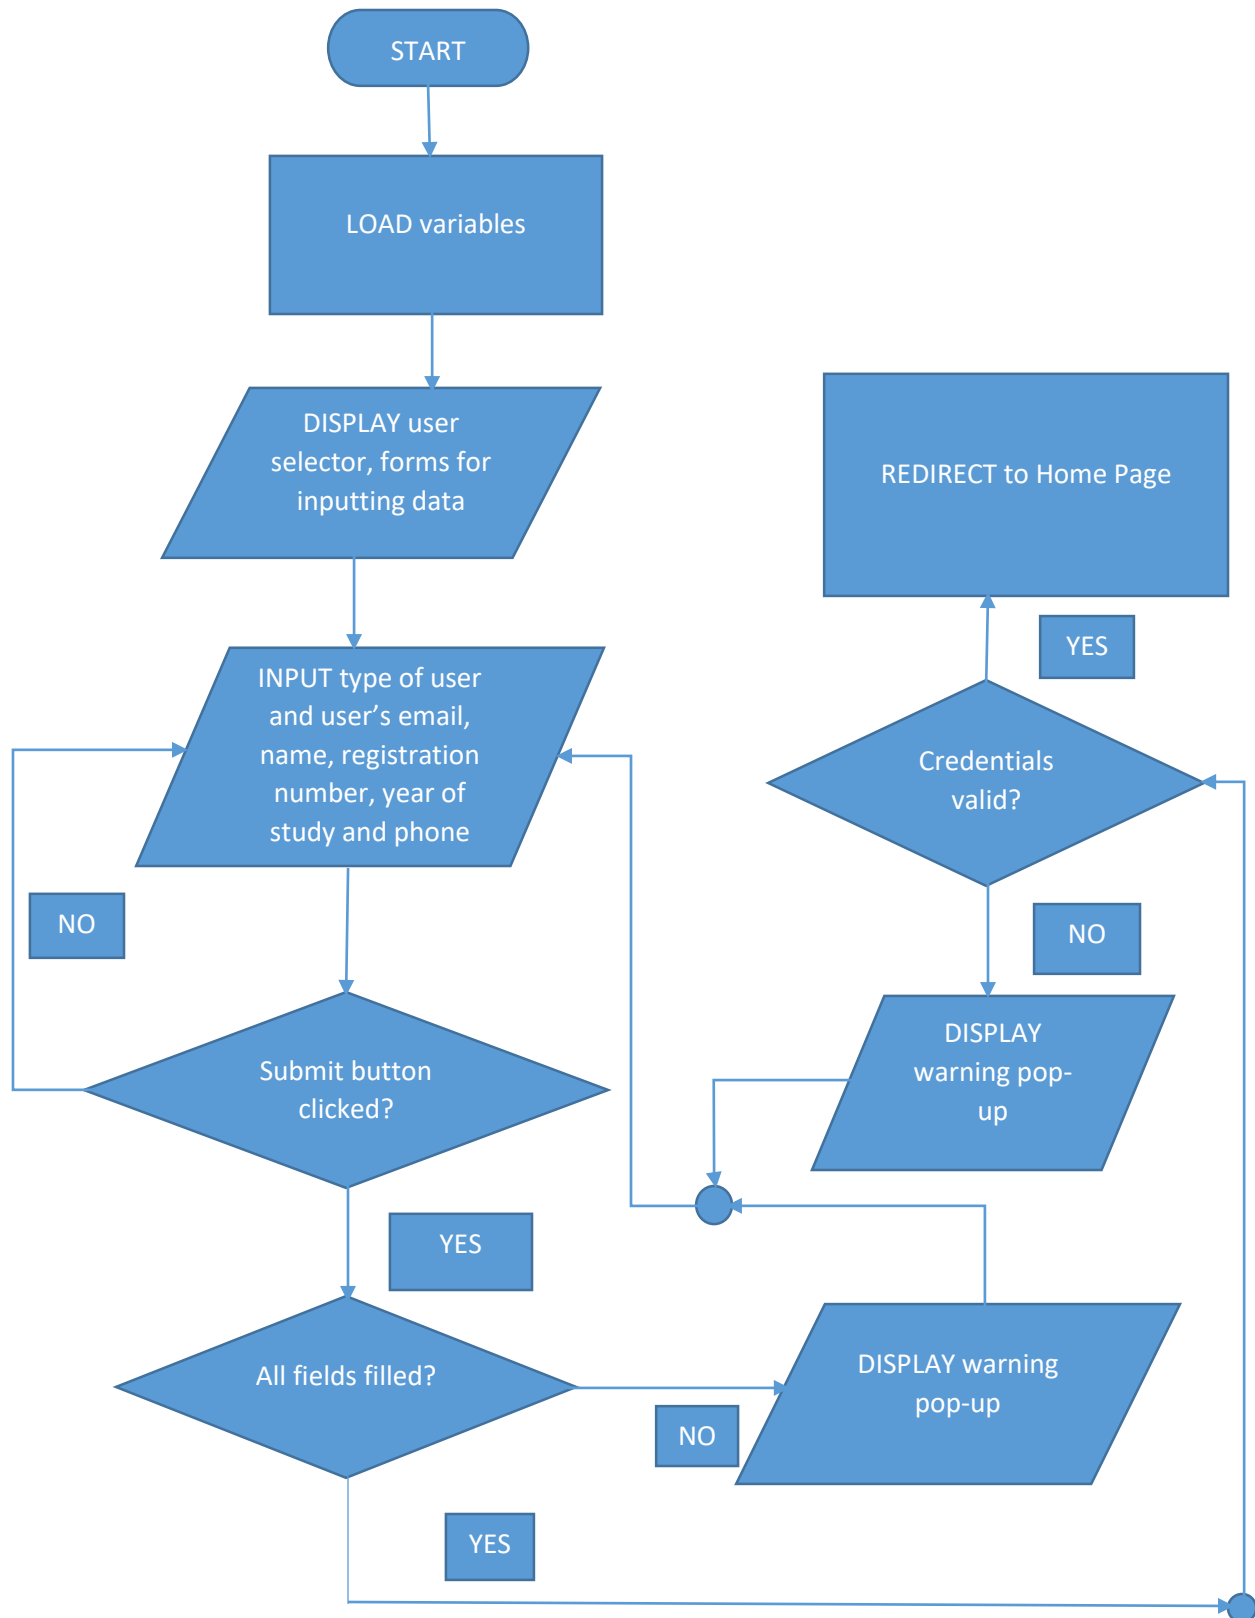 START
LOAD variables
DISPLAY user
selector, forms for
inputting data
REDIRECT to Home Page
YES
INPUT type of user
and user’s email,
name, registration
number, year of
study and phone
Credentials
valid?
NO
NO
Submit button
clicked?
DISPLAY
warning pop-
up
YES
All fields filled?
DISPLAY warning
pop-up
NO
YES